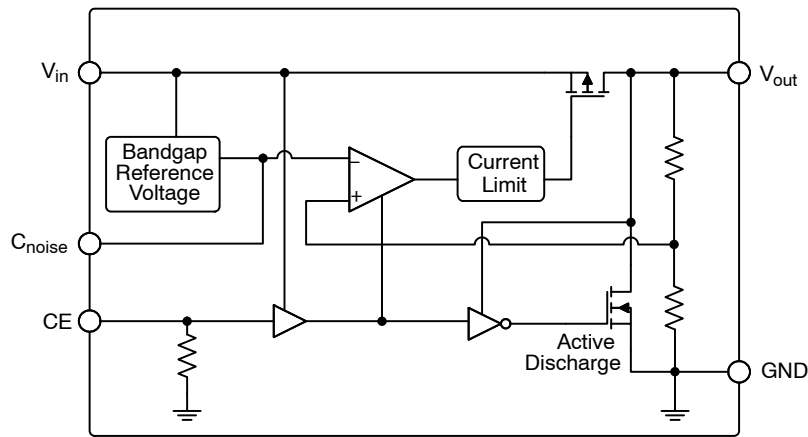 Vin
Vout
Bandgap
Reference
Voltage
−
+
Current
Limit
Cnoise
CE
Active
Discharge
GND